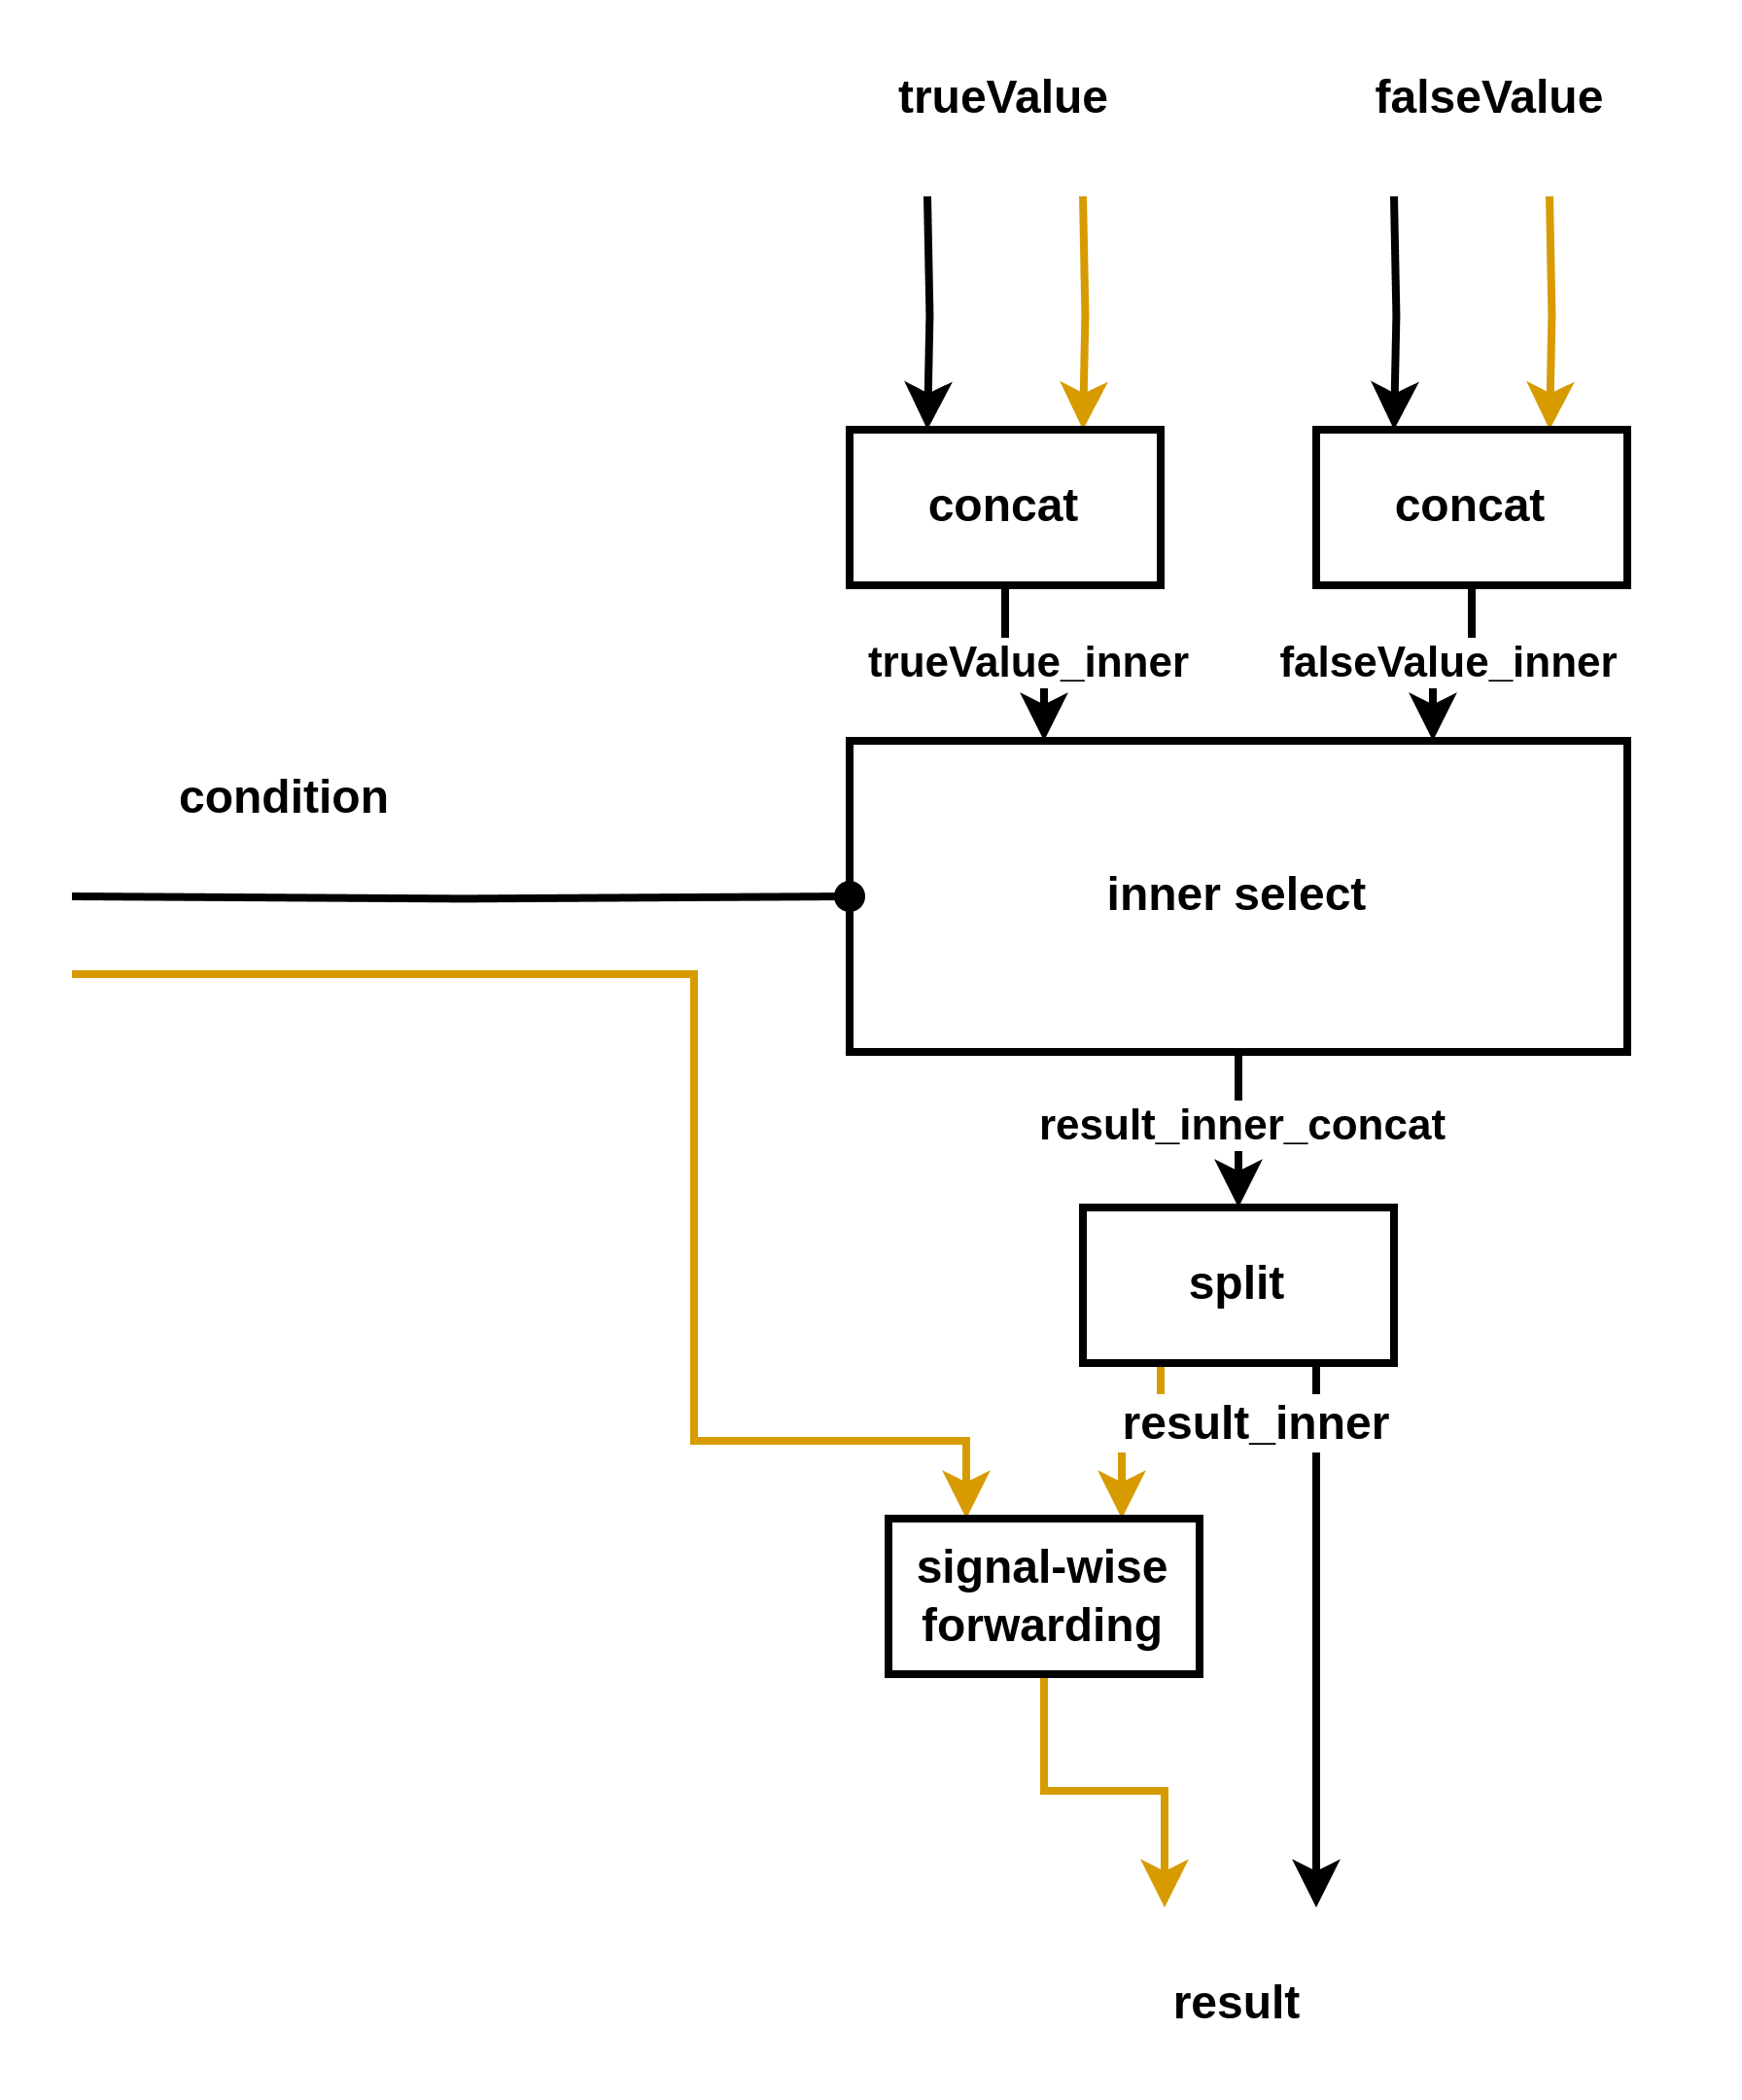 trueValue
falseValue
concat
concat
trueValue_inner
falseValue_inner
condition
inner select
result_inner_concat
split
result_inner
signal-wise
forwarding
result